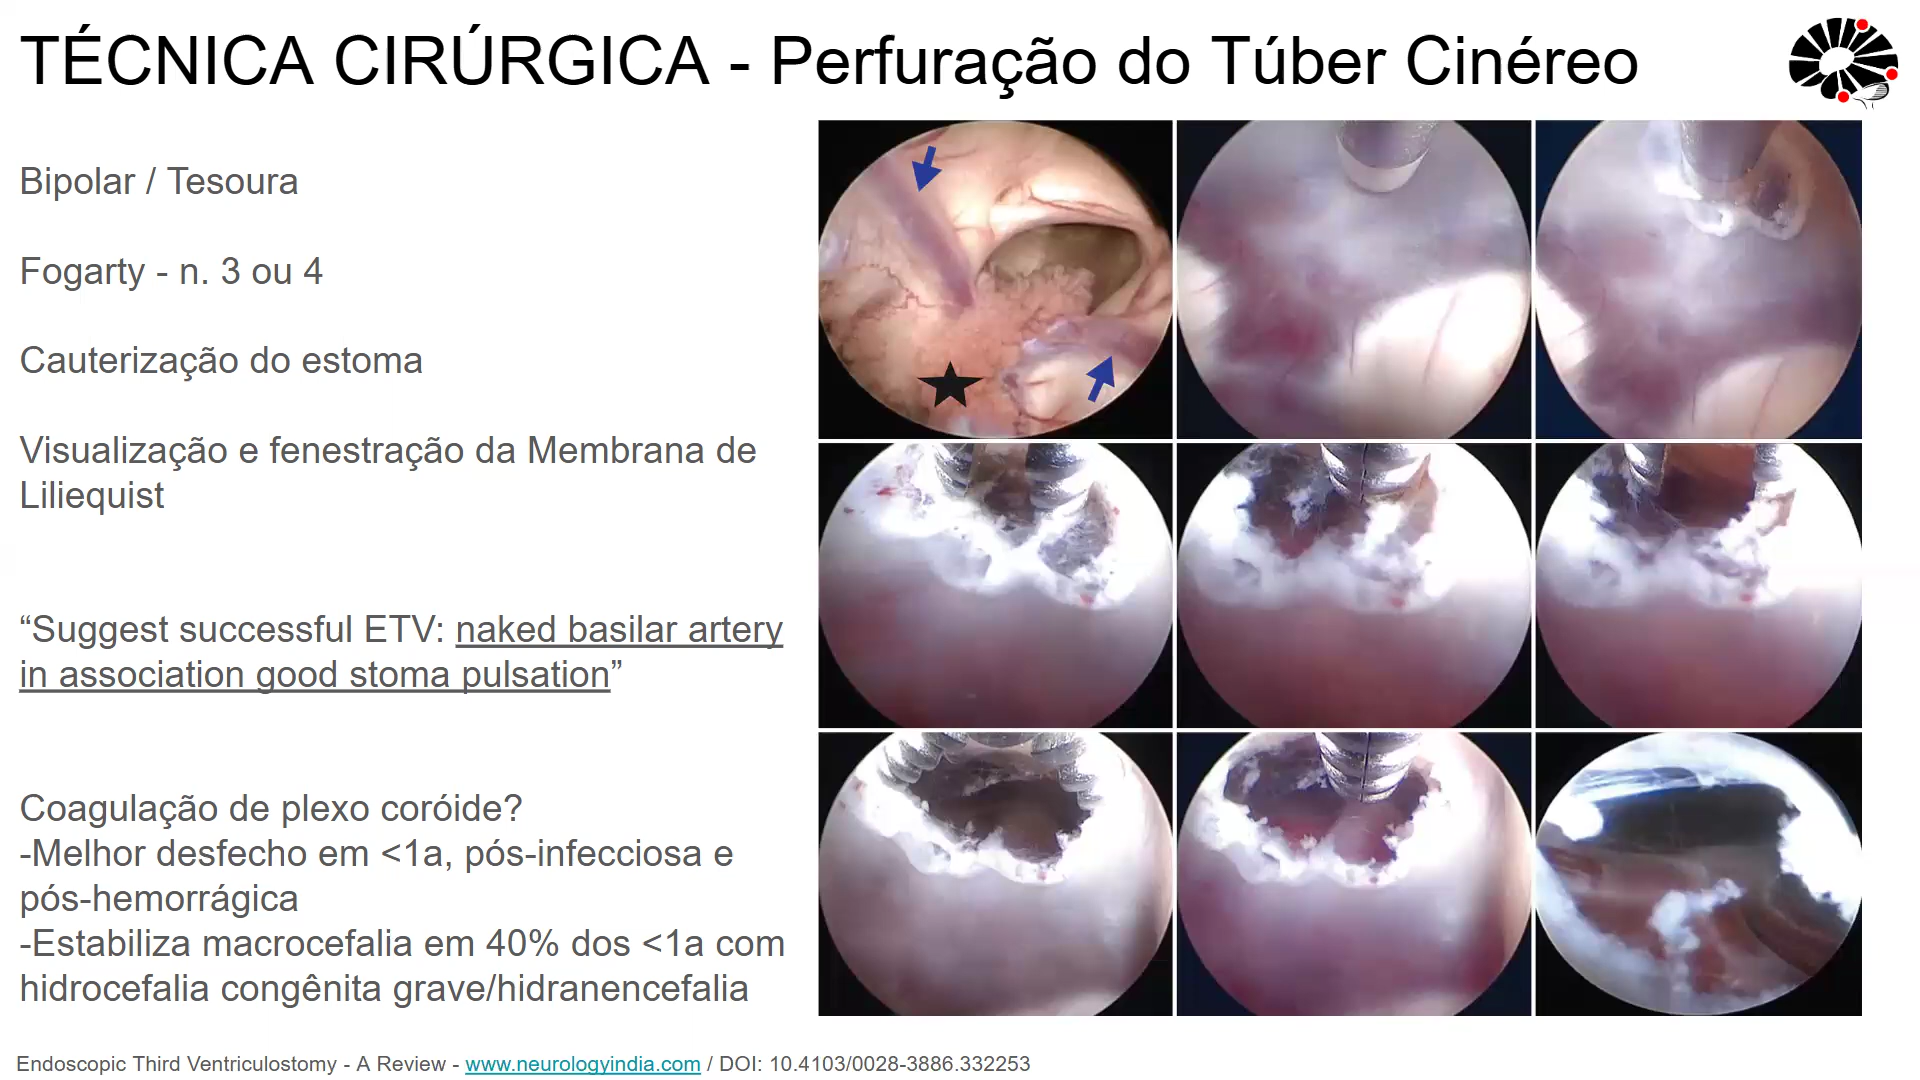 TÉCNICA CIRÚRGICA - Perfuração do Túber Cinéreo
Bipolar / Tesoura
Fogarty - n. 3 ou 4
Cauterização do estoma
Visualização e fenestração da Membrana de
Liliequist
“Suggest successful ETV: naked basilar artery
in association good stoma pulsation”
Coagulação de plexo coróide?
-Melhor desfecho em <1a, pós-infecciosa e
pós-hemorrágica
-Estabiliza macrocefalia em 40% dos <1a com
hidrocefalia congênita grave/hidranencefalia
Endoscopic Third Ventriculostomy - A Review - www.neurologyindia.com / DOI: 10.4103/0028-3886.332253